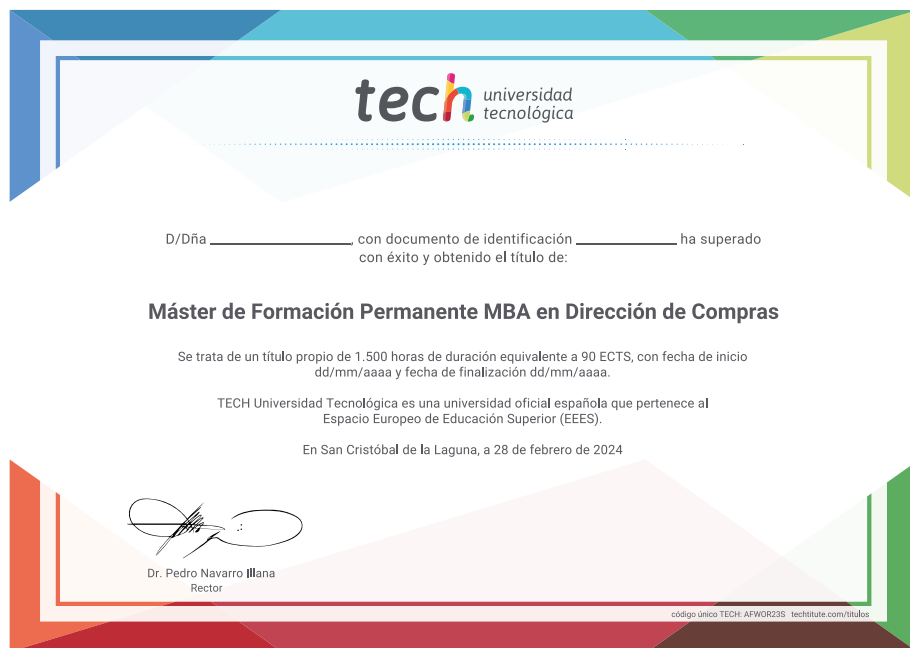 tech universidad
tecnológica
D/Dña ________________, con documento de identificación ____________ ha superado
con éxito y obtenido el título de:
Máster de Formación Permanente MBA en Dirección de Compras
Se trata de un título propio de 1.500 horas de duración equivalente a 90 ECTS, con fecha de inicio
dd/mm/aaaa y fecha de finalización dd/mm/aaaa.
TECH Universidad Tecnológica es una universidad oficial española que pertenece al
Espacio Europeo de Educación Superior (EEES).
En San Cristóbal de la Laguna, a 28 de febrero de 2024
Dr. Pedro Navarro Illana
Rector
código único TECH: AFWOR23S techtitute.com/titulos